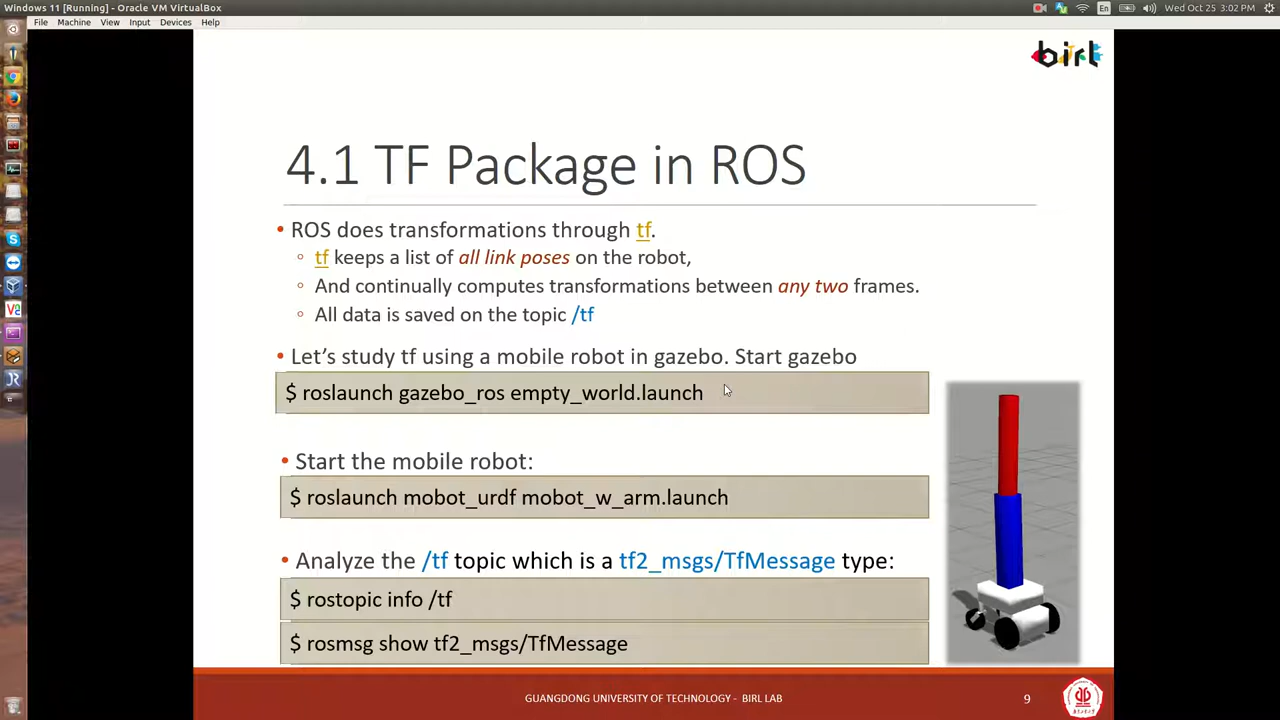 Windows 11 [Running] - Oracle VM VirtualBox
En
Wed Oct 25 3:02 PM
File Machine View Input Devices Help
birl
4.1 TF Package in ROS
• ROS does transformations through tf.
◦ tf keeps a list of all link poses on the robot,
◦ And continually computes transformations between any two frames.
◦ All data is saved on the topic /tf
• Let’s study tf using a mobile robot in gazebo. Start gazebo
$ roslaunch gazebo_ros empty_world.launch
• Start the mobile robot:
$ roslaunch mobot_urdf mobot_w_arm.launch
• Analyze the /tf topic which is a tf2_msgs/TfMessage type:
$ rostopic info /tf
$ rosmsg show tf2_msgs/TfMessage
GUANGDONG UNIVERSITY OF TECHNOLOGY - BIRL LAB
9